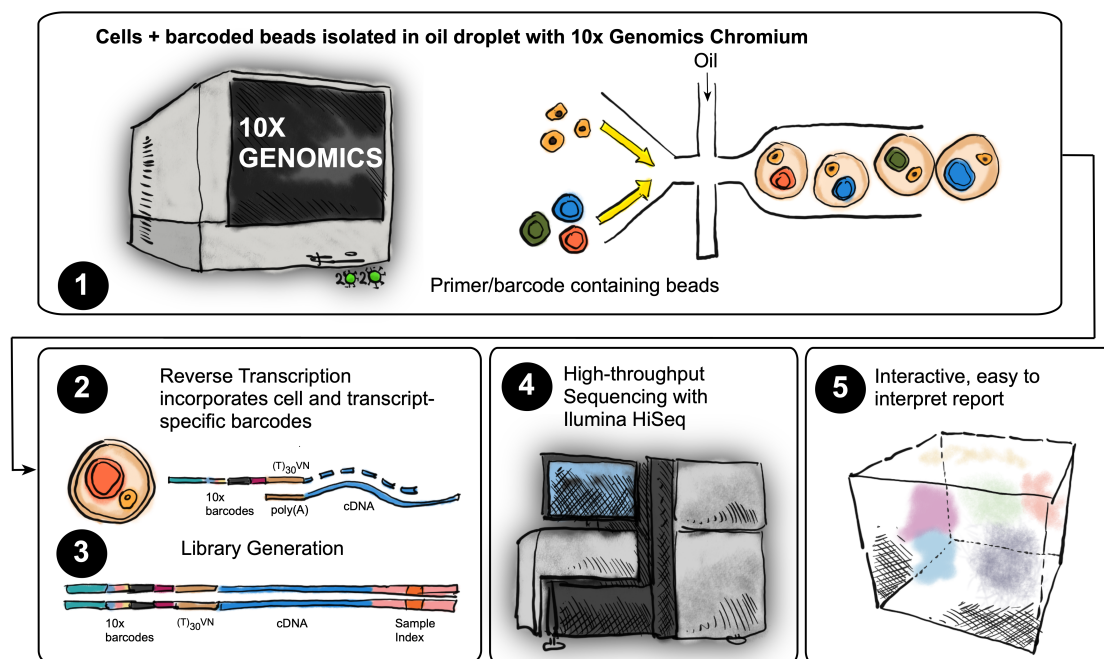 Cells + barcoded beads isolated in oil droplet with 10x Genomics Chromium
Oil
10X
GENOMICS
2020
1
Primer/barcode containing beads
2
Reverse Transcription
incorporates cell and transcript-
specific barcodes
(T)30VN
10x
barcodes
poly(A)
cDNA
3
Library Generation
10x
barcodes
(T)30VN
cDNA
Sample
Index
4
High-throughput
Sequencing with
Ilumina HiSeq
5
Interactive, easy to
interpret report